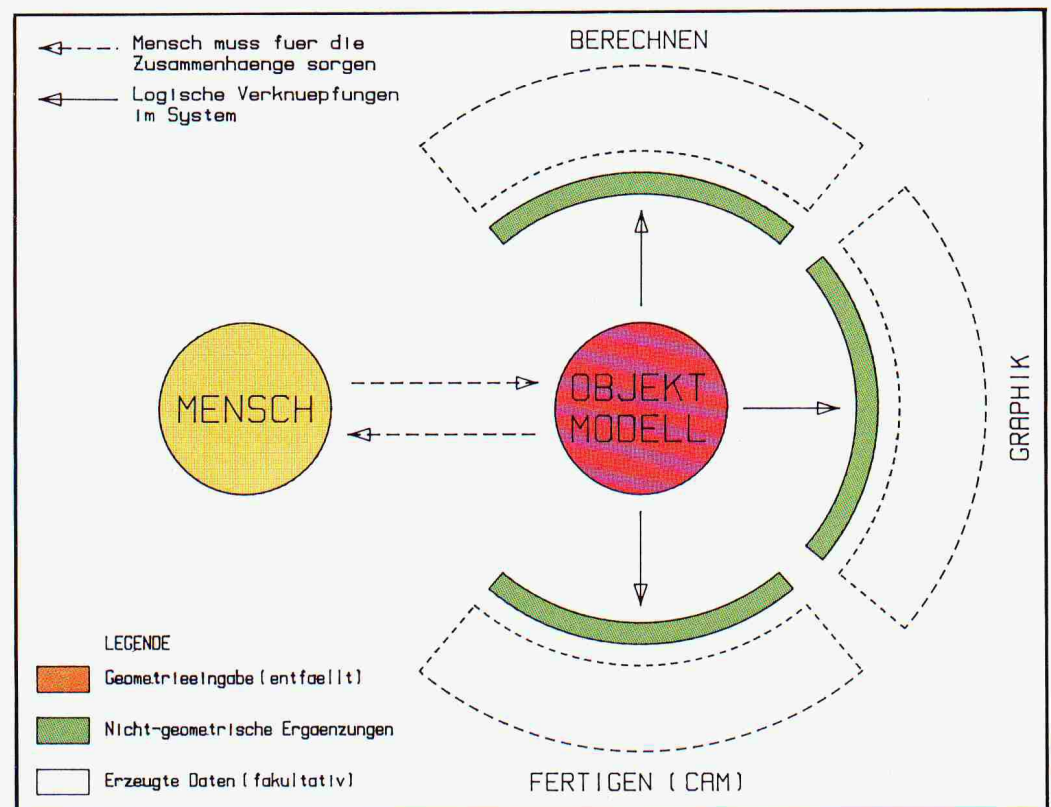 Mensch muss fuer die
Zusammenhaenge sorgen
Logische Verknuepfungen
im System
BERECHNEN
MENSCH
OBJEKT
MODELL
GRAPHIK
LEGENDE
Geometrieeingabe (entfaellt)
Nicht-geometrische Ergaenzungen
Erzeugte Daten (fakultativ)
FERTIGEN (CAM)